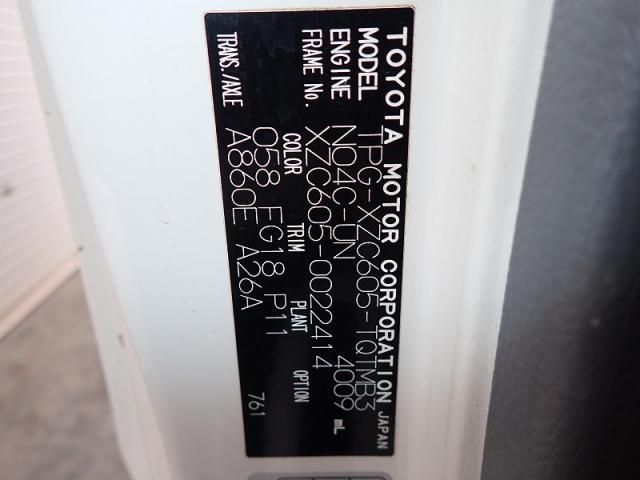 TOYOTA MOTOR CORPORATION JAPAN
MODEL TPG-XZC605-TQTMB3
ENGINE N04C-UN 4009 mL
FRAME No. XZC605-0022414
COLOR TRIM PLANT OPTION
058 EG18 P11
TRANS./AXLE A860E A26A
761